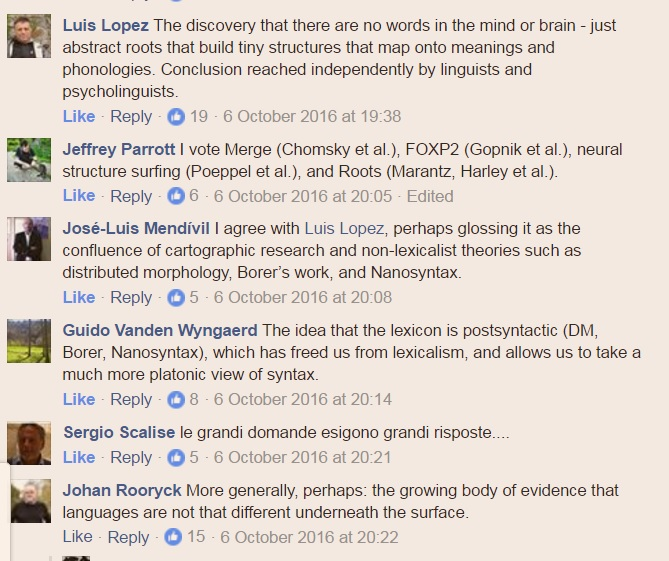 Luis Lopez The discovery that there are no words in the mind or brain - just
abstract roots that build tiny structures that map onto meanings and
phonologies. Conclusion reached independently by linguists and
psycholinguists.
Like · Reply · 19 · 6 October 2016 at 19:38
Jeffrey Parrott I vote Merge (Chomsky et al.), FOXP2 (Gopnik et al.), neural
structure surfing (Poeppel et al.), and Roots (Marantz, Harley et al.).
Like · Reply · 6 · 6 October 2016 at 20:05 · Edited
José-Luis Mendívil I agree with Luis Lopez, perhaps glossing it as the
confluence of cartographic research and non-lexicalist theories such as
distributed morphology, Borer's work, and Nanosyntax.
Like · Reply · 5 · 6 October 2016 at 20:08
Guido Vanden Wyngaerd The idea that the lexicon is postsyntactic (DM,
Borer, Nanosyntax), which has freed us from lexicalism, and allows us to take a
much more platonic view of syntax.
Like · Reply · 8 · 6 October 2016 at 20:14
Sergio Scalise le grandi domande esigono grandi risposte....
Like · Reply · 5 · 6 October 2016 at 20:21
Johan Rooryck More generally, perhaps: the growing body of evidence that
languages are not that different underneath the surface.
Like · Reply · 15 · 6 October 2016 at 20:22